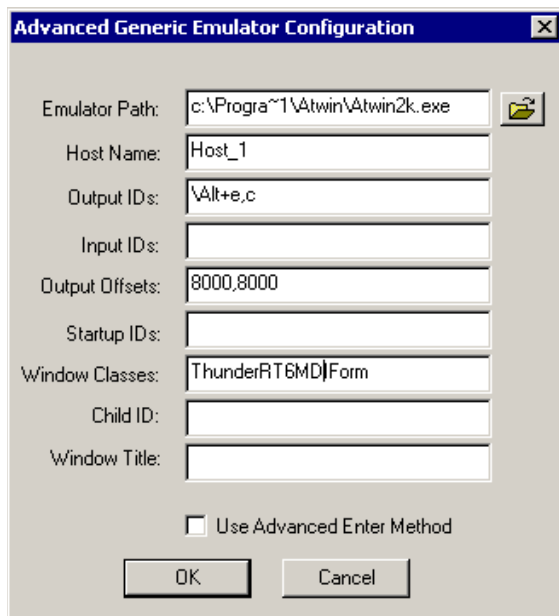 Advanced Generic Emulator Configuration
Emulator Path: c:\Progra~1\Atwin\Atwin2k.exe
Host Name: Host_1
Output IDs: \Alt+e,c
Input IDs:
Output Offsets: 8000,8000
Startup IDs:
Window Classes: ThunderRT6MDIForm
Child ID:
Window Title:
Use Advanced Enter Method
OK Cancel